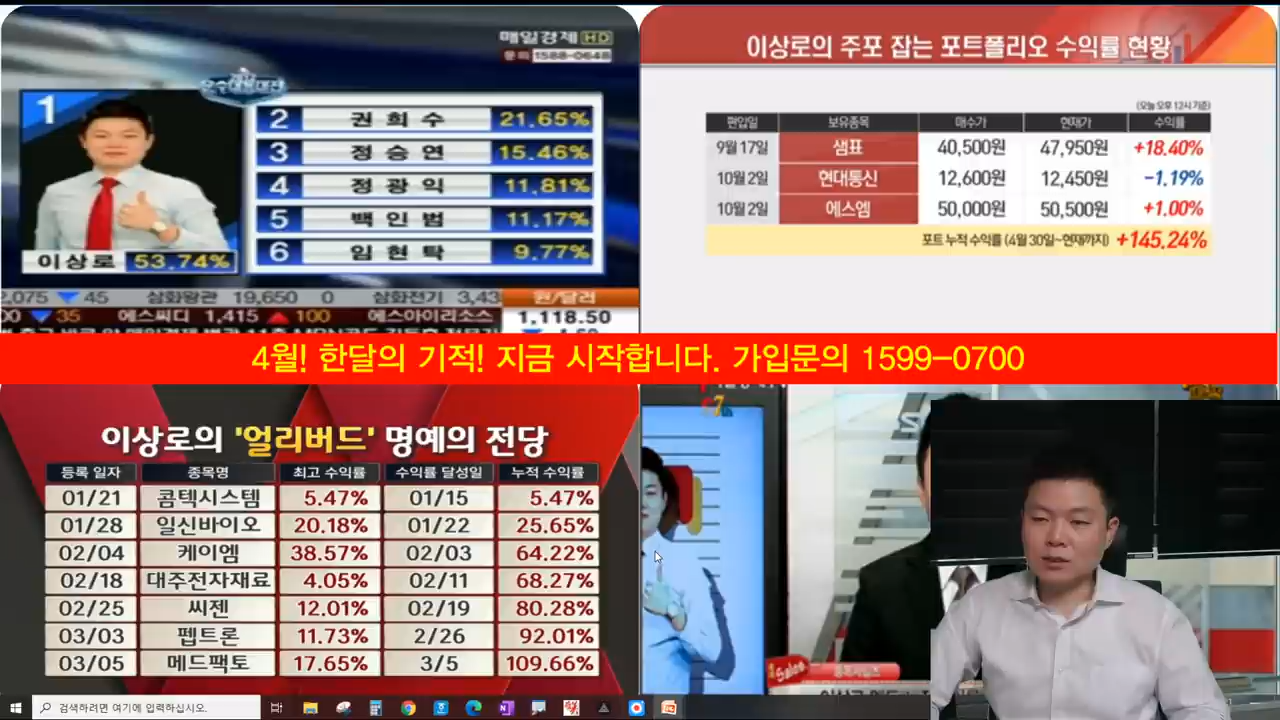 매일경제 HD
문의 1588-0648
1
2 권희수 21.65%
3 정승연 15.46%
4 정광익 11.81%
5 백인범 11.17%
6 임현탁 9.77%
이상로 53.74%
2,075 45 삼화왕관 19,650 0 삼화전기 3,43
원/달러
00 35 에스씨디 1,415 100 에스아이리소스
1,118.50
이상로의 주포 잡는 포트폴리오 수익률 현황
(오늘 오후 12시 기준)
편입일 보유종목 매수가 현재가 수익률
9월 17일 샘표 40,500원 47,950원 +18.40%
10월 2일 현대통신 12,600원 12,450원 -1.19%
10월 2일 에스엠 50,000원 50,500원 +1.00%
포트 누적 수익률 (4월 30일~현재까지) +145.24%
4월! 한달의 기적! 지금 시작합니다. 가입문의 1599-0700
이상로의 '얼리버드' 명예의 전당
등록 일자 종목명 최고 수익률 수익률 달성일 누적 수익률
01/21 콤텍시스템 5.47% 01/15 5.47%
01/28 일신바이오 20.18% 01/22 25.65%
02/04 케이엠 38.57% 02/03 64.22%
02/18 대주전자재료 4.05% 02/11 68.27%
02/25 씨젠 12.01% 02/19 80.28%
03/03 펩트론 11.73% 2/26 92.01%
03/05 메드팩토 17.65% 3/5 109.66%
검색하려면 여기에 입력하십시오.